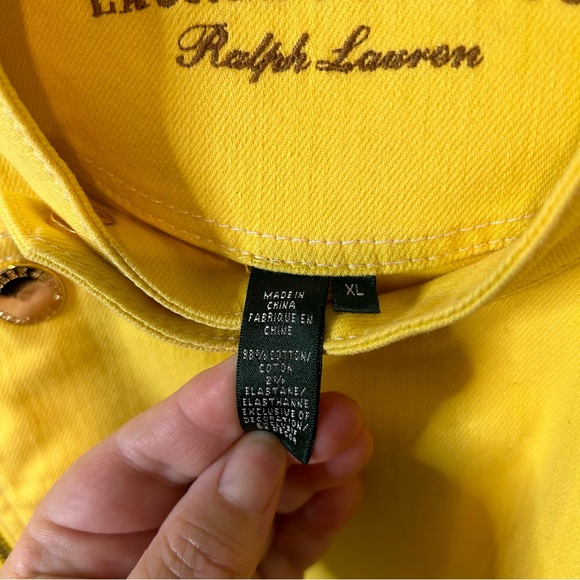 Ralph Lauren
XL
MADE IN
CHINA
FABRIQUE EN
CHINE
98% COTTON/
COTON
2%
ELASTANE/
ELASTHANNE
EXCLUSIVE OF
DECORATION/